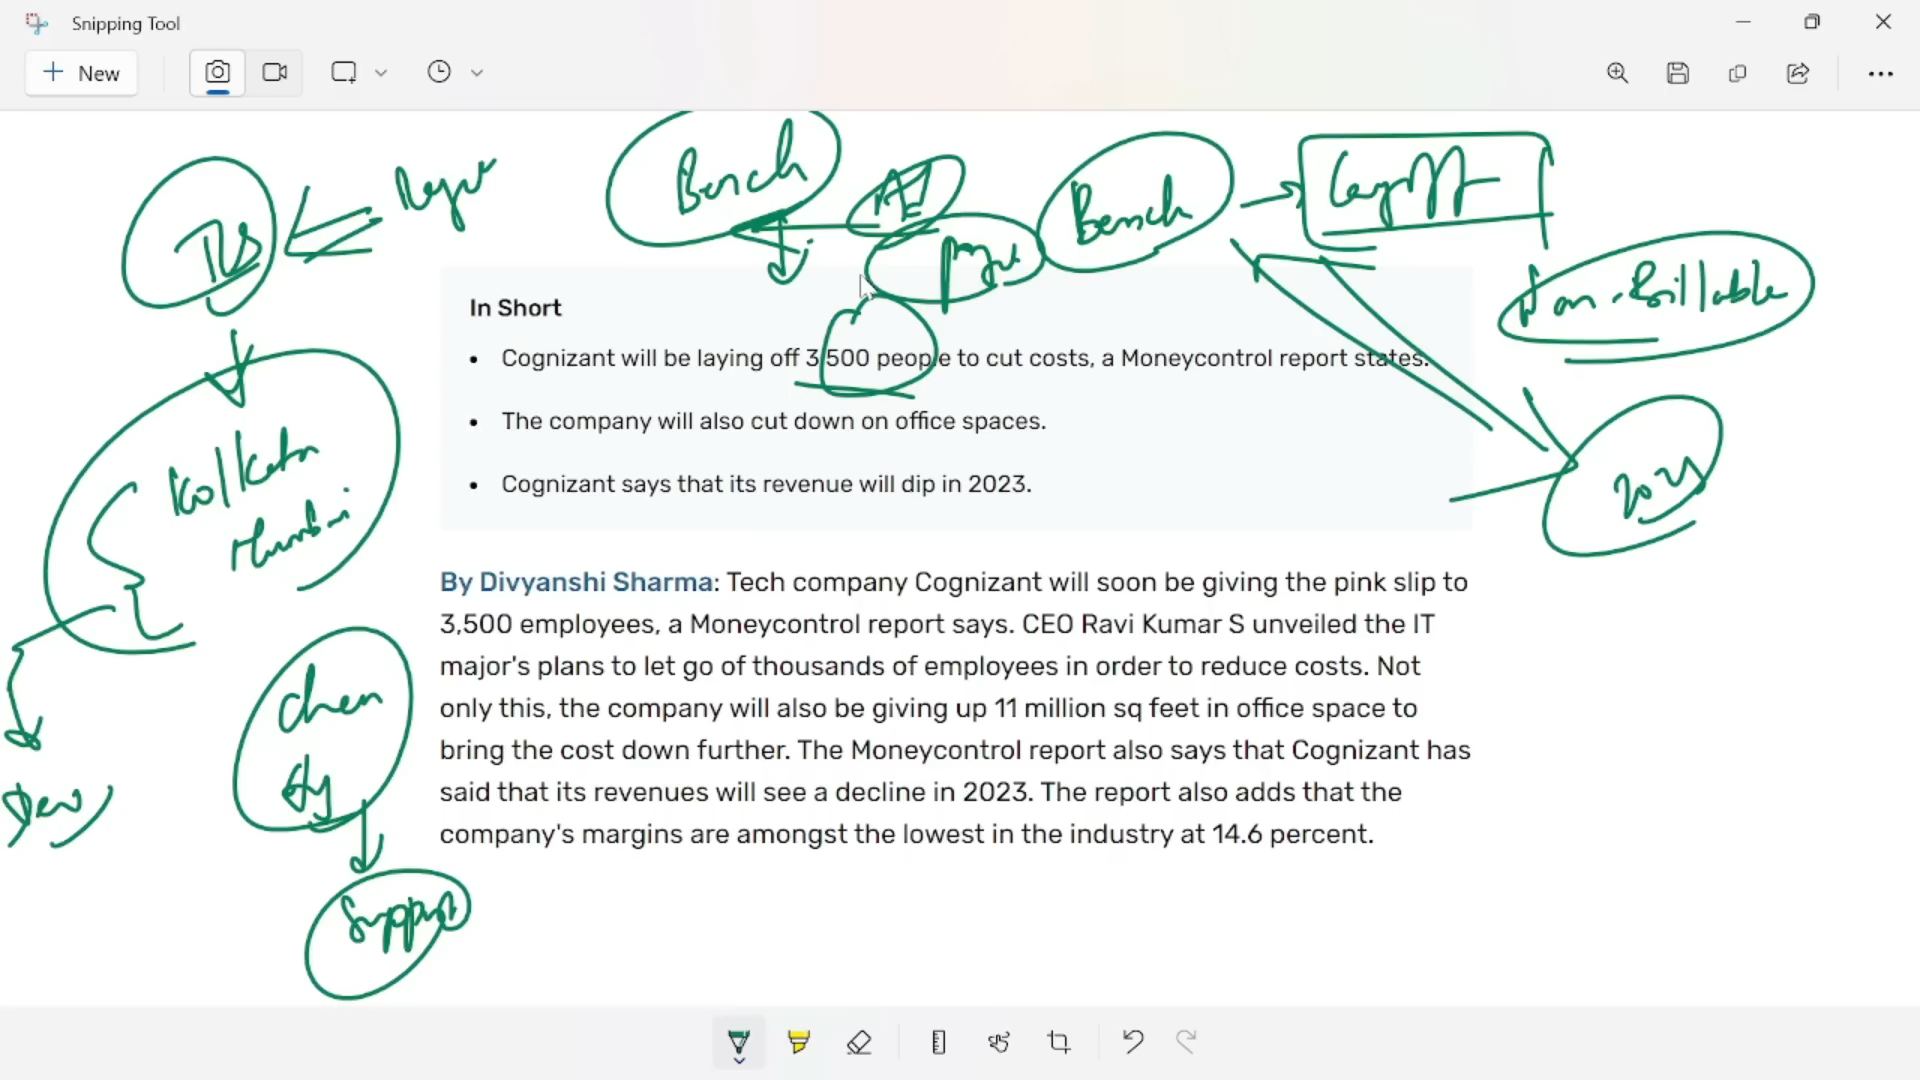 Snipping Tool
New
Bench
Bench
Layoff
Non-Billable
In Short
• Cognizant will be laying off 3,500 people to cut costs, a Moneycontrol report states.
• The company will also cut down on office spaces.
• Cognizant says that its revenue will dip in 2023.
Kolkata
Mumbai
By Divyanshi Sharma: Tech company Cognizant will soon be giving the pink slip to
3,500 employees, a Moneycontrol report says. CEO Ravi Kumar S unveiled the IT
major's plans to let go of thousands of employees in order to reduce costs. Not
only this, the company will also be giving up 11 million sq feet in office space to
bring the cost down further. The Moneycontrol report also says that Cognizant has
said that its revenues will see a decline in 2023. The report also adds that the
company's margins are amongst the lowest in the industry at 14.6 percent.
Chen
Hy
Dev
Support